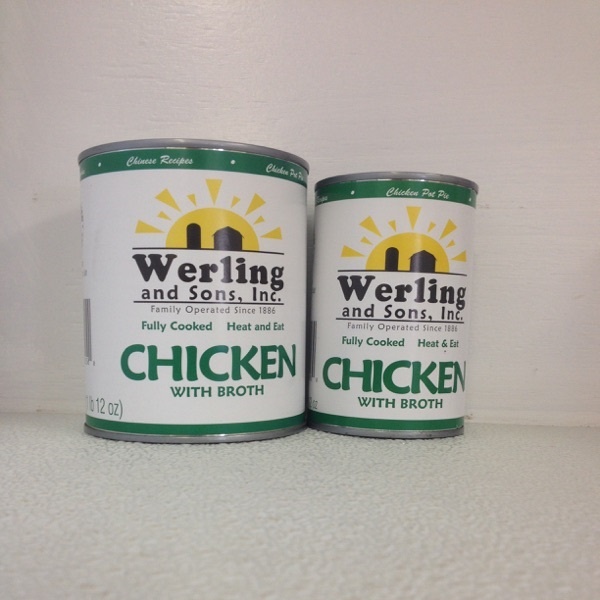 • Chinese Recipes • Chicken Pot Pie
Werling
and Sons, Inc.
Family Operated Since 1886
Fully Cooked Heat and Eat
CHICKEN
WITH BROTH
lb 12 oz)
Chicken Pot Pie •
Werling
and Sons, Inc.
Family Operated Since 1886
Fully Cooked Heat & Eat
CHICKEN
WITH BROTH
oz